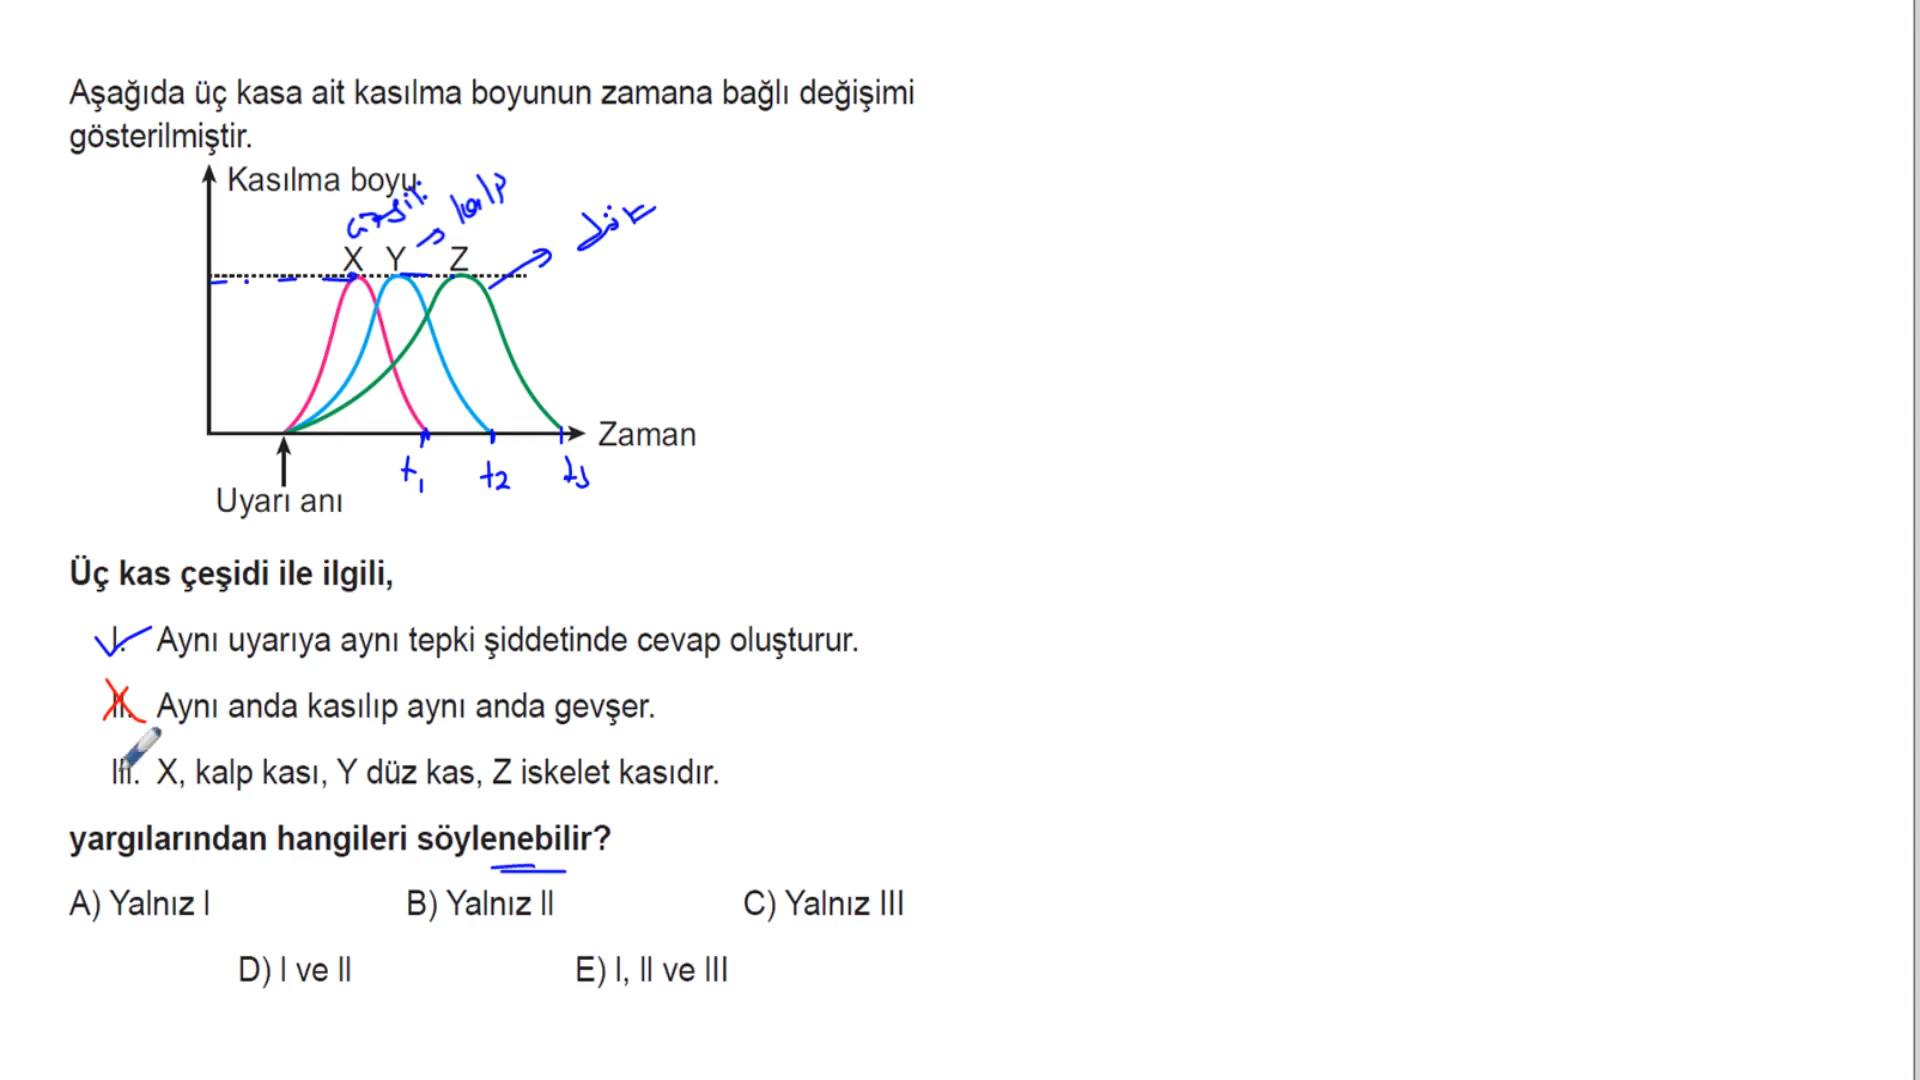 Aşağıda üç kasa ait kasılma boyunun zamana bağlı değişimi
gösterilmiştir.
Kasılma boyu
kalp
düz
X Y Z
Zaman
t1 t2 t3
Uyarı anı
Üç kas çeşidi ile ilgili,
I. Aynı uyarıya aynı tepki şiddetinde cevap oluşturur.
II. Aynı anda kasılıp aynı anda gevşer.
III. X, kalp kası, Y düz kas, Z iskelet kasıdır.
yargılarından hangileri söylenebilir?
A) Yalnız I B) Yalnız II C) Yalnız III
D) I ve II E) I, II ve III